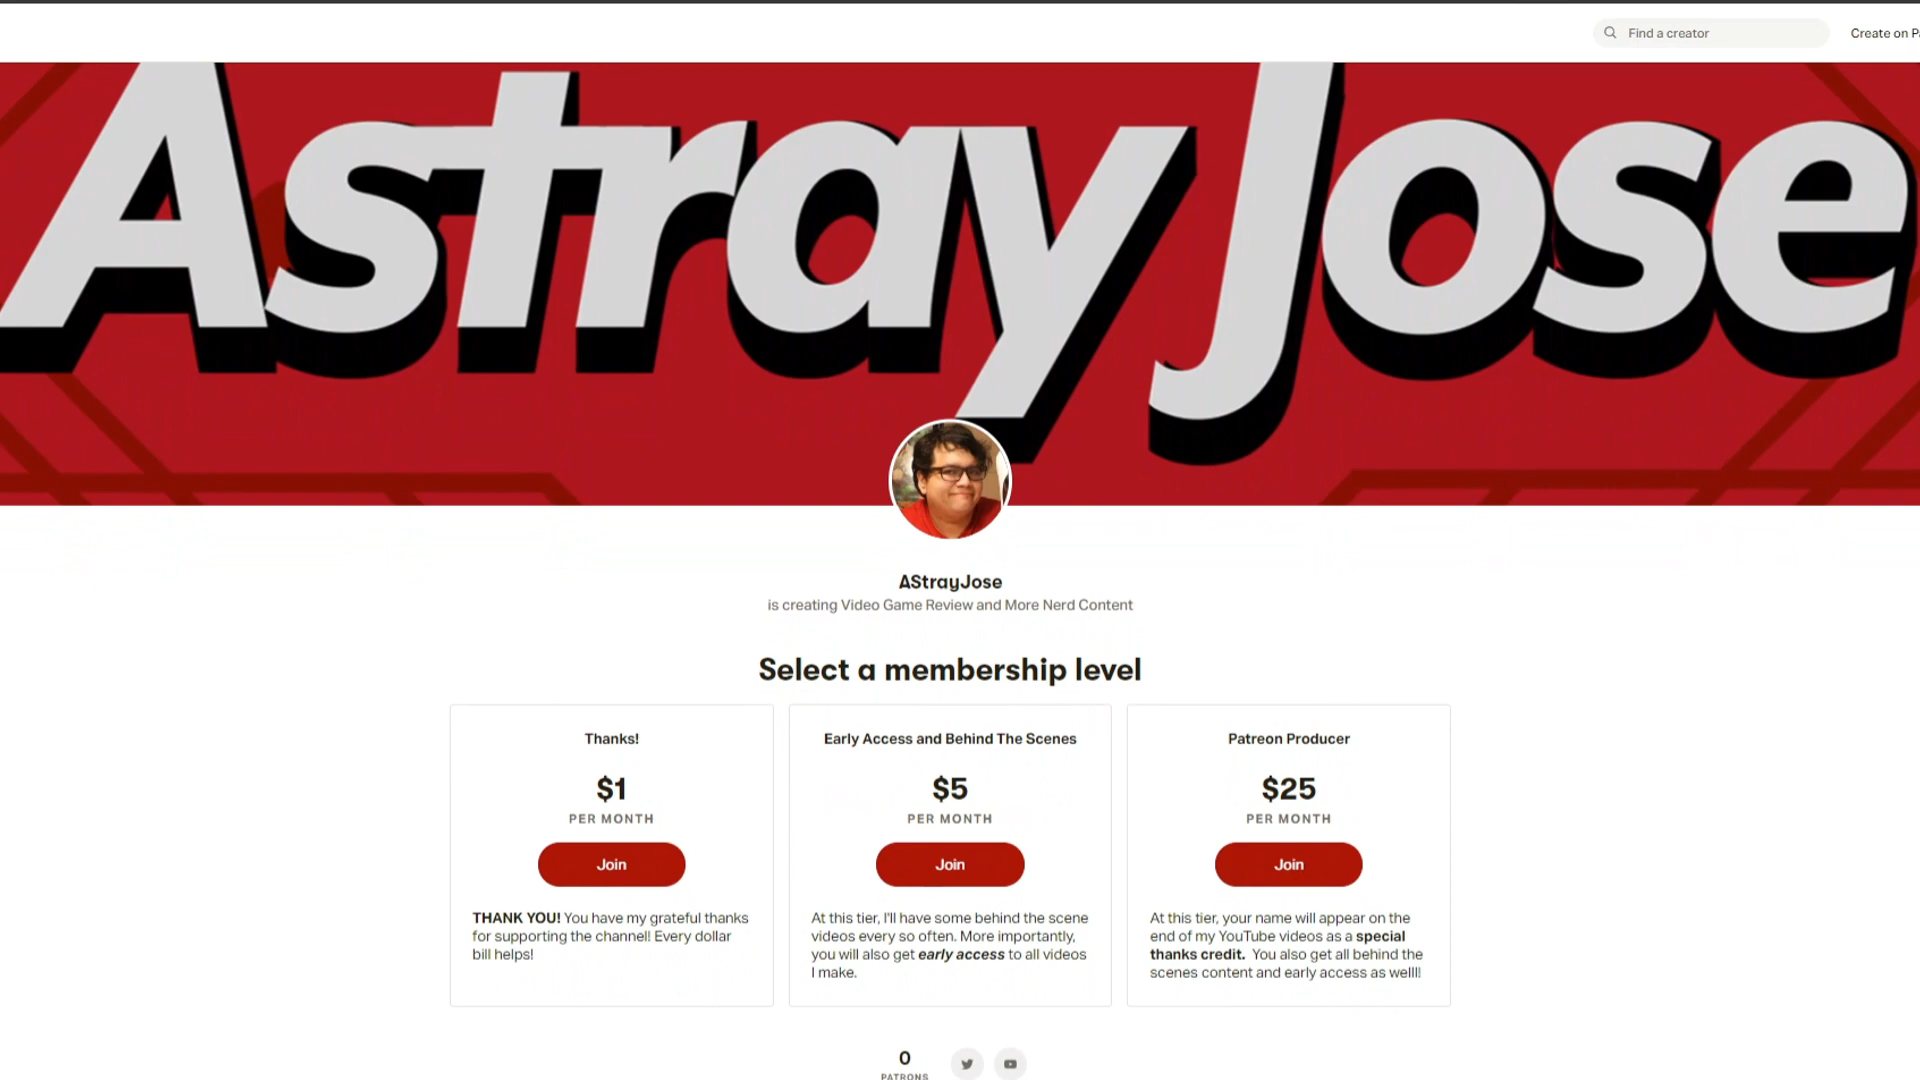 Find a creator
Create on Pa
Astray Jose
AStrayJose
is creating Video Game Review and More Nerd Content
Select a membership level
Thanks!
$1
PER MONTH
Join
THANK YOU! You have my grateful thanks
for supporting the channel! Every dollar
bill helps!
Early Access and Behind The Scenes
$5
PER MONTH
Join
At this tier, I'll have some behind the scene
videos every so often. More importantly,
you will also get early access to all videos
I make.
Patreon Producer
$25
PER MONTH
Join
At this tier, your name will appear on the
end of my YouTube videos as a special
thanks credit. You also get all behind the
scenes content and early access as welll!
0
PATRONS